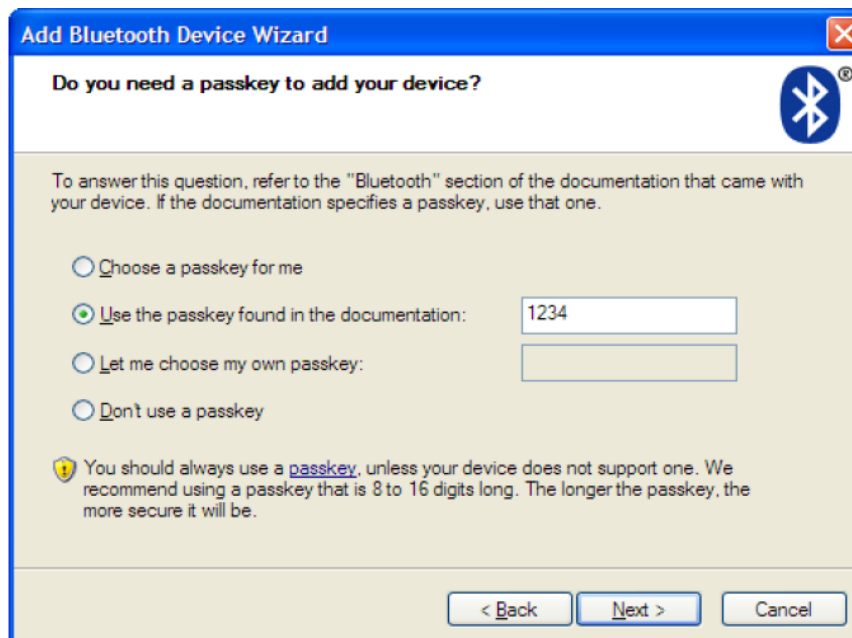 Add Bluetooth Device Wizard
Do you need a passkey to add your device?
®
To answer this question, refer to the "Bluetooth" section of the documentation that came with
your device. If the documentation specifies a passkey, use that one.
Choose a passkey for me
Use the passkey found in the documentation: 1234
Let me choose my own passkey:
Don't use a passkey
You should always use a passkey, unless your device does not support one. We
recommend using a passkey that is 8 to 16 digits long. The longer the passkey, the
more secure it will be.
< Back Next > Cancel